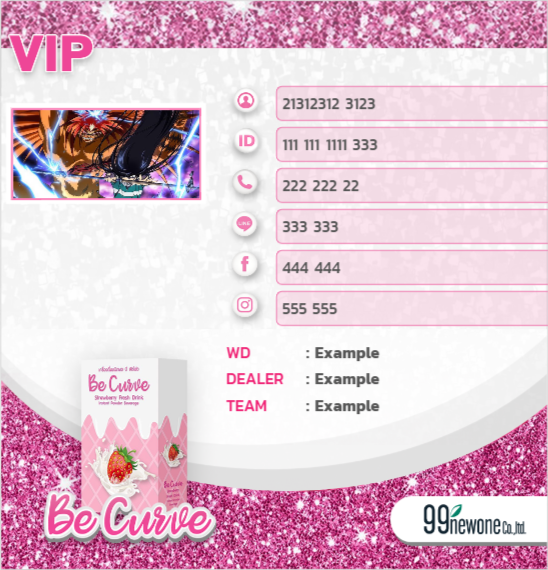 VIP
21312312 3123
ID
111 111 1111 333
222 222 22
LINE
333 333
444 444
555 555
WD : Example
DEALER : Example
TEAM : Example
Be Curve
Strawberry Fresh Drink
Be Curve
99newone Co.,ltd.